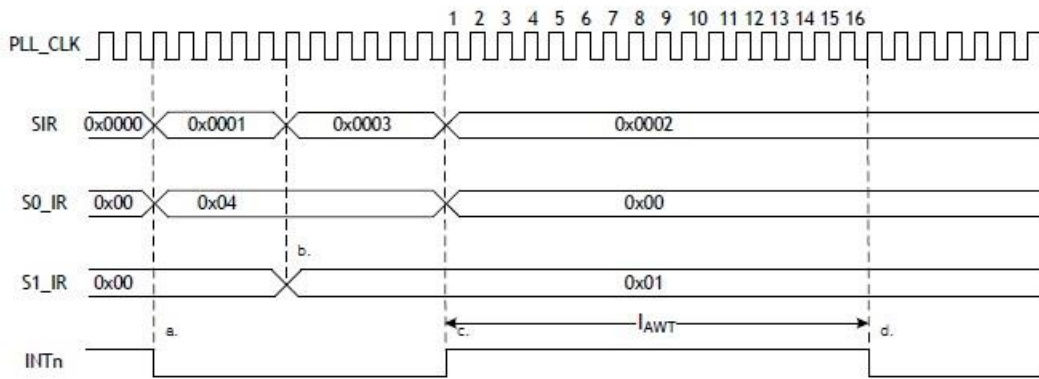 1 2 3 4 5 6 7 8 9 10 11 12 13 14 15 16
PLL_CLK
SIR 0x0000 0x0001 0x0003 0x0002
S0_IR 0x00 0x04 0x00
b.
S1_IR 0x00 0x01
a. c. IAWT d.
INTn